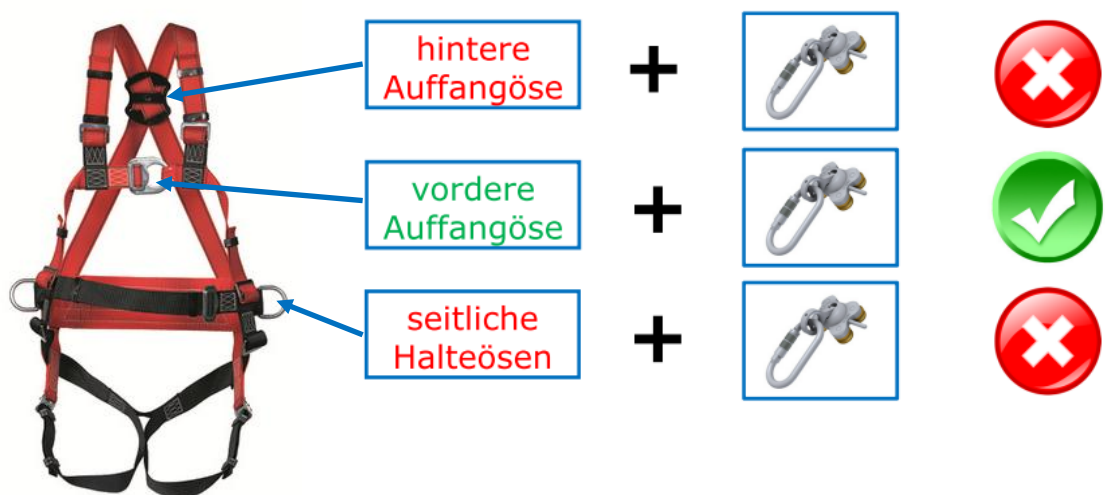 hintere
Auffangöse
+
vordere
Auffangöse
+
seitliche
Halteösen
+